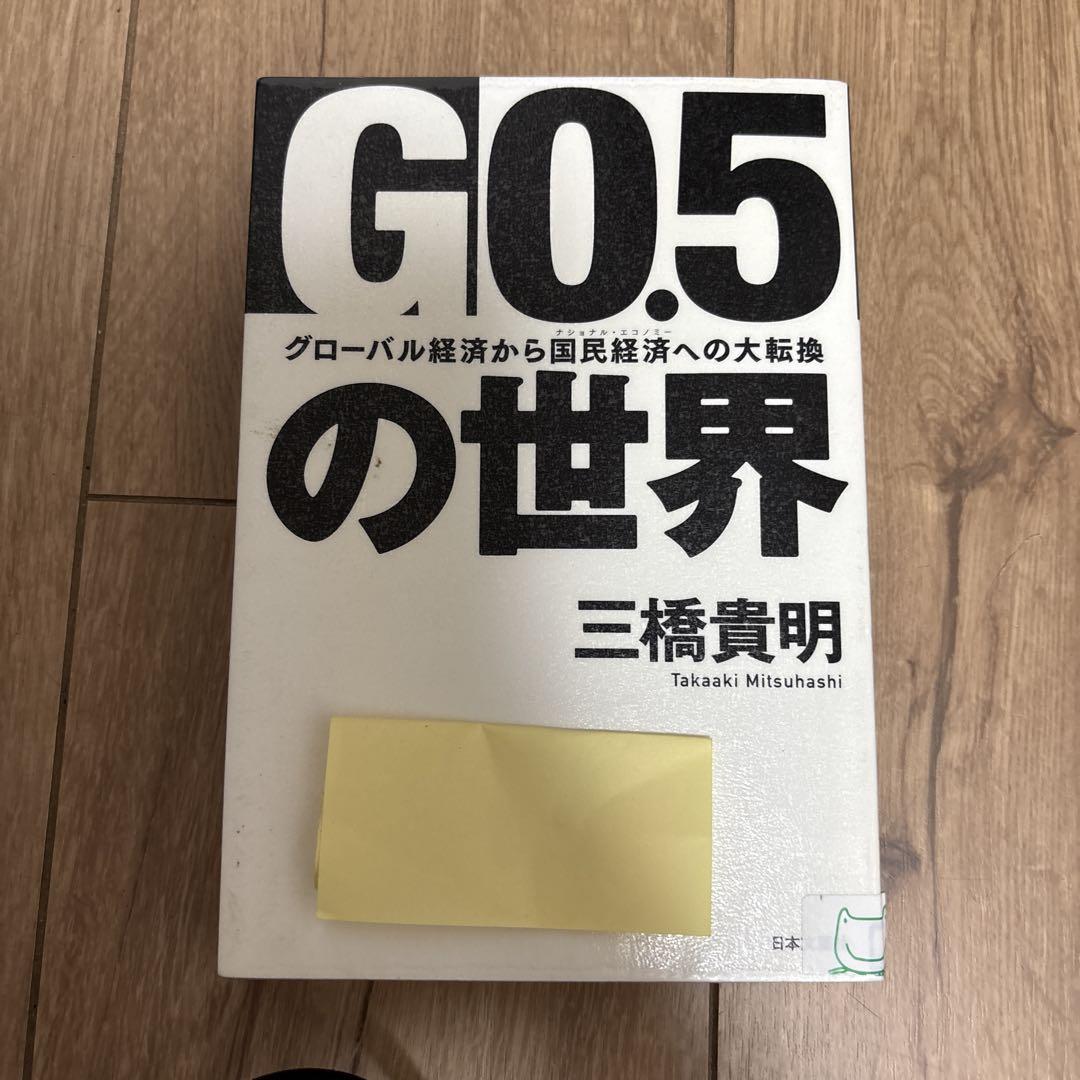 G0.5
ナショナル・エコノミー
グローバル経済から国民経済への大転換
の世界
三橋貴明
Takaaki Mitsuhashi
日本